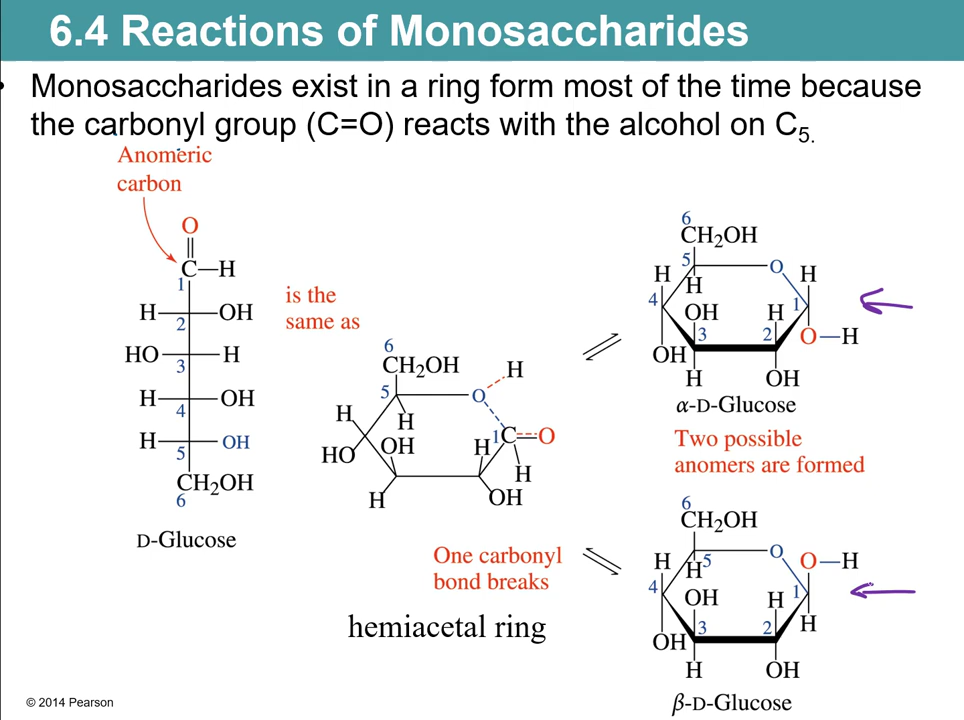 6.4 Reactions of Monosaccharides
• Monosaccharides exist in a ring form most of the time because
the carbonyl group (C=O) reacts with the alcohol on C5.
Anomeric
carbon
O
C—H
1
H OH
2
HO H
3
H OH
4
H OH
5
CH2OH
6
D-Glucose
is the
same as
6
CH2OH H
5 O
H H 1 C=O
HO OH H H
H OH
One carbonyl
bond breaks
hemiacetal ring
6
CH2OH
5 O H
H H
4 OH H 1
3 2 O—H
OH
H OH
α-D-Glucose
Two possible
anomers are formed
6
CH2OH
O O—H
H H 5
4 OH H 1
3 2 H
OH
H OH
β-D-Glucose
© 2014 Pearson